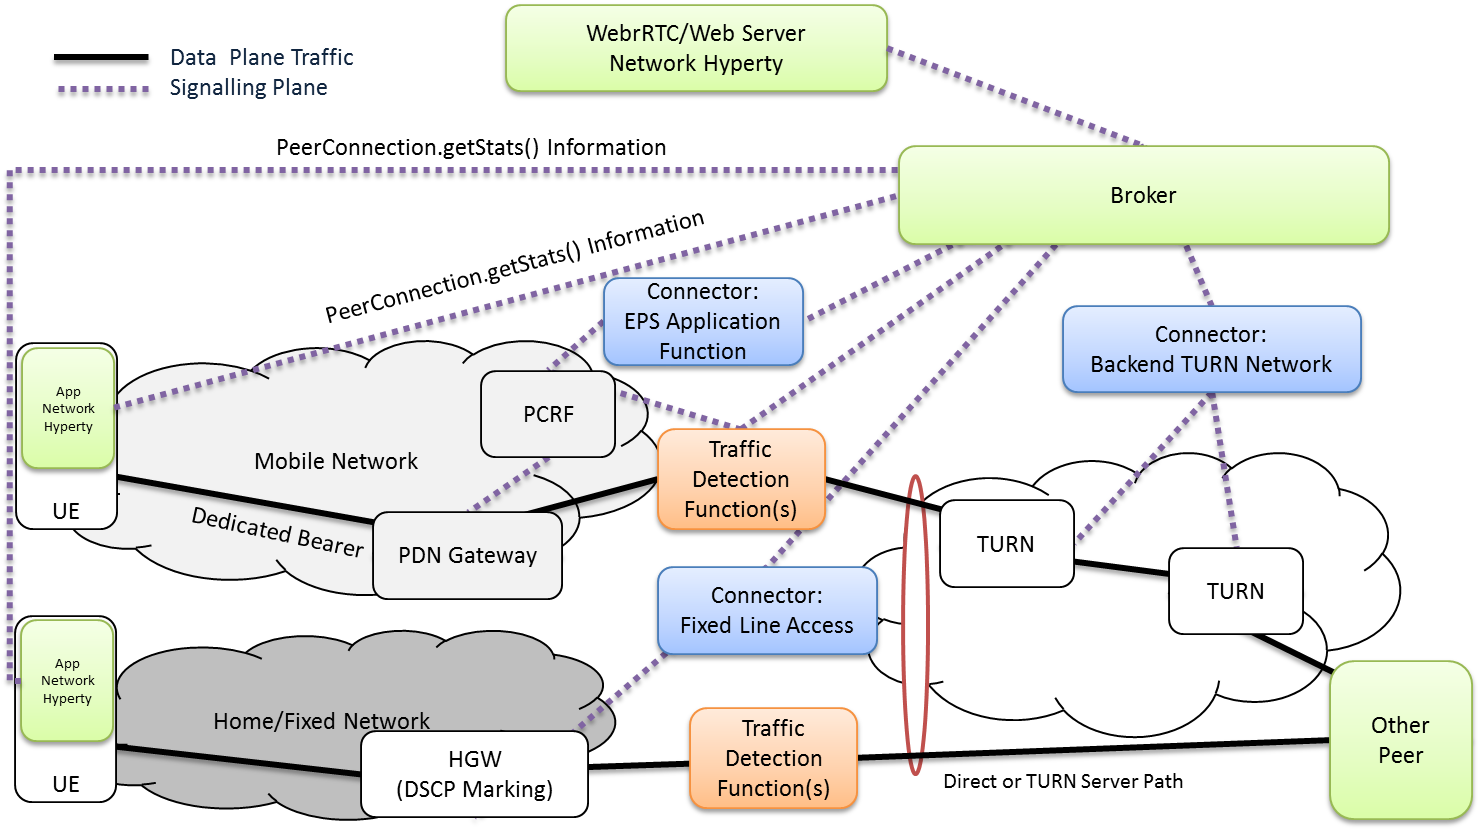 WebrRTC/Web Server
Network Hyperty
Data Plane Traffic
Signalling Plane
PeerConnection.getStats() Information
Broker
PeerConnection.getStats() Information
Connector:
EPS Application
Function
Connector:
Backend TURN Network
App
Network
Hyperty
UE
Mobile Network
PCRF
Traffic
Detection
Function(s)
Dedicated Bearer
PDN Gateway
TURN
TURN
Connector:
Fixed Line Access
App
Network
Hyperty
UE
Home/Fixed Network
HGW
(DSCP Marking)
Traffic
Detection
Function(s)
Direct or TURN Server Path
Other
Peer